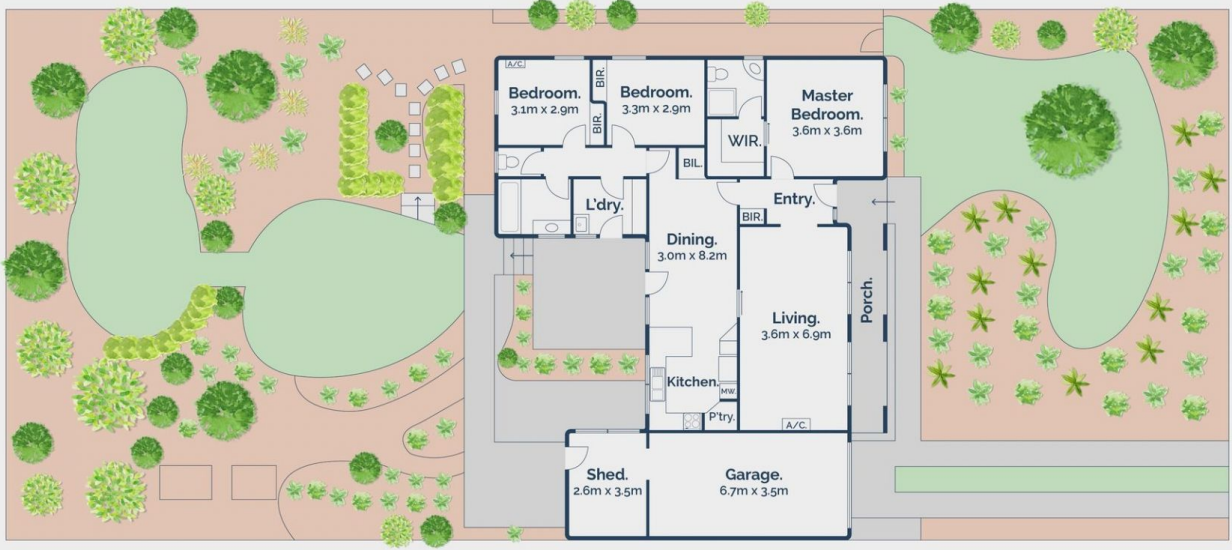 A/C.
Bedroom.
3.1m x 2.9m
BIR.
BIR.
Bedroom.
3.3m x 2.9m
WIR.
Master
Bedroom.
3.6m x 3.6m
BIL.
L'dry.
Entry.
BIR.
Dining.
3.0m x 8.2m
Living.
3.6m x 6.9m
Porch.
Kitchen.
MW.
P'try.
A/C.
Shed.
2.6m x 3.5m
Garage.
6.7m x 3.5m